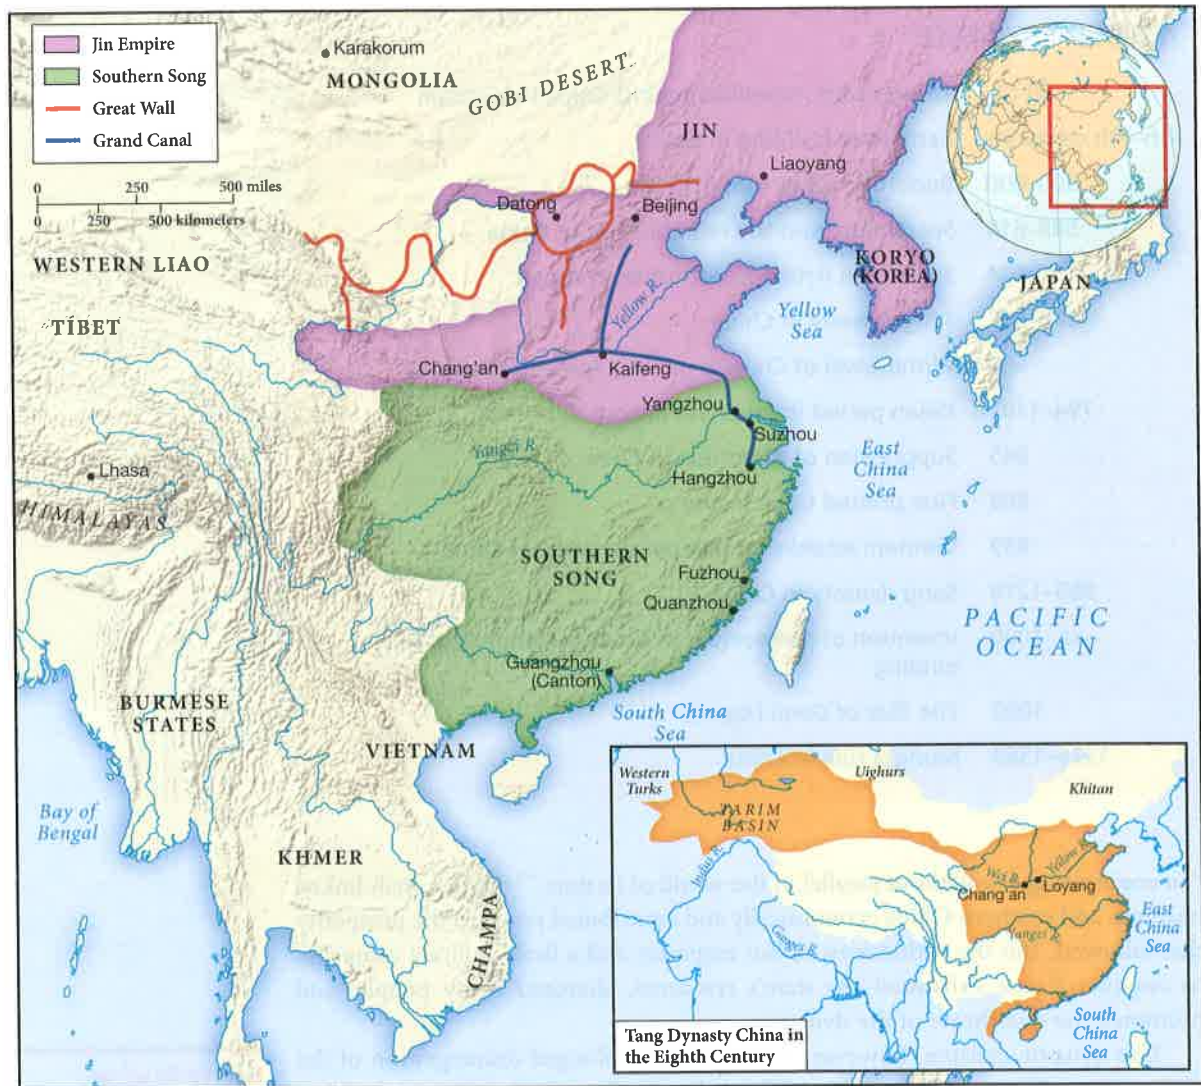 Jin Empire
Southern Song
Great Wall
Grand Canal
0 250 500 miles
0 250 500 kilometers
Karakorum
MONGOLIA
GOBI DESERT
JIN
Liaoyang
Datong
Beijing
WESTERN LIAO
KORYO
(KOREA)
JAPAN
TIBET
Yellow R.
Yellow
Sea
Chang'an
Kaifeng
Yangzhou
Suzhou
Yangzi R.
East
China
Sea
Lhasa
Hangzhou
HIMALAYAS
SOUTHERN
SONG
Fuzhou
Quanzhou
PACIFIC
OCEAN
Guangzhou
(Canton)
BURMESE
STATES
South China
Sea
VIETNAM
Bay of
Bengal
KHMER
CHAMPA
Western
Turks
Uighurs
Khitan
TARIM
BASIN
Indus R.
Wei R.
Yellow R.
Chang'an
Loyang
Ganges R.
Yangzi R.
East
China
Sea
South
China
Sea
Tang Dynasty China in
the Eighth Century